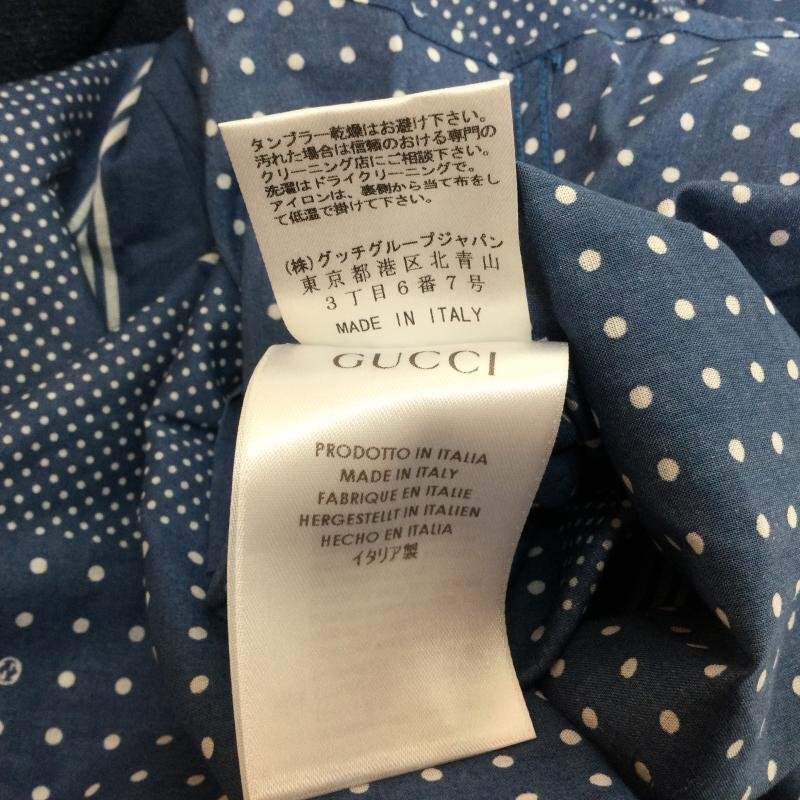 タンブラー乾燥はお避け下さい。
汚れた場合は信頼のおける専門の
クリーニング店にご相談下さい。
洗濯はドライクリーニングで。
アイロンは、裏側から当て布をし
て低温で掛けて下さい。
(株)グッチグループジャパン
東京都港区北青山
3丁目6番7号
MADE IN ITALY
GUCCI
PRODOTTO IN ITALIA
MADE IN ITALY
FABRIQUE EN ITALIE
HERGESTELLT IN ITALIEN
HECHO EN ITALIA
イタリア製